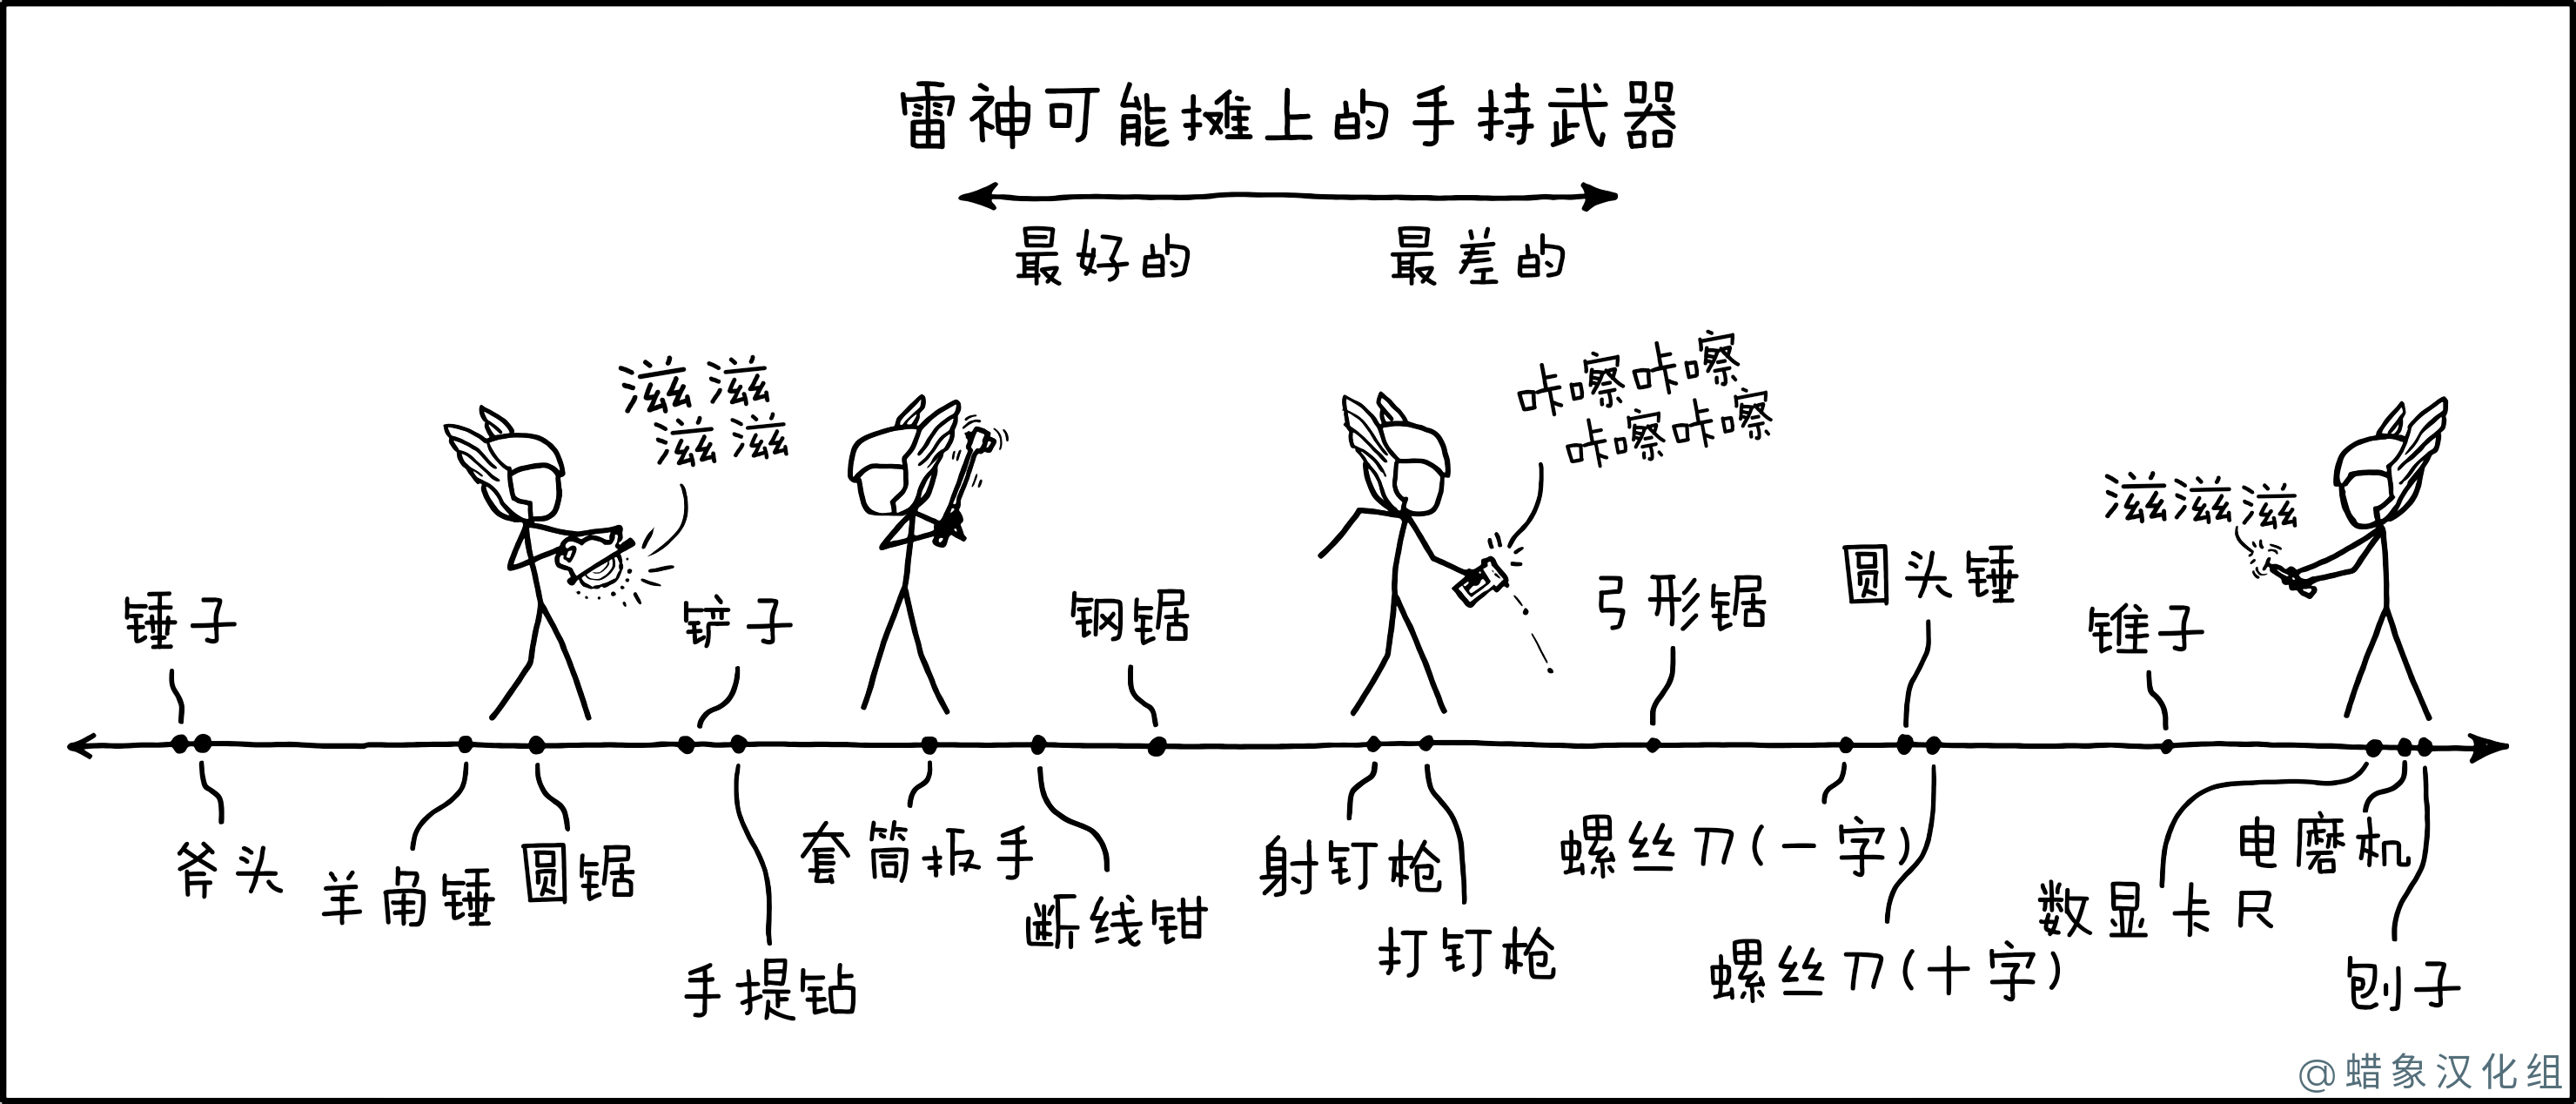 雷神可能摊上的手持武器
最好的
最差的
滋滋
滋滋
咔嚓咔嚓
咔嚓咔嚓
滋滋滋
锤子
铲子
钢锯
弓形锯
圆头锤
锥子
斧头
羊角锤
圆锯
手提钻
套筒扳手
断线钳
射钉枪
打钉枪
螺丝刀(一字)
螺丝刀(十字)
数显卡尺
电磨机
刨子
@蜡象汉化组